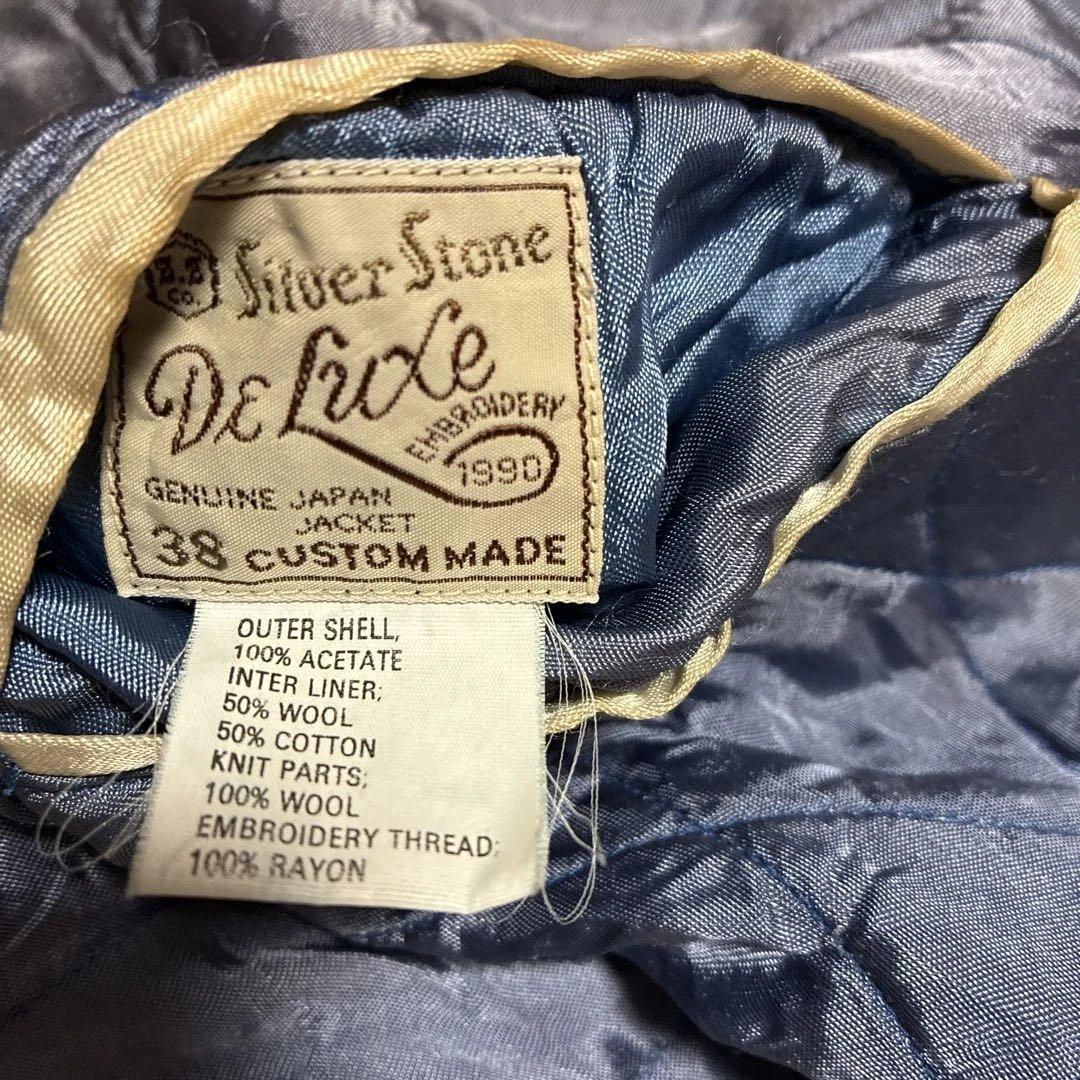 S.S
CO.
Silver Stone
De Luxe
EMBROIDERY
1990
GENUINE JAPAN
JACKET
38 CUSTOM MADE
OUTER SHELL,
100% ACETATE
INTER LINER;
50% WOOL
50% COTTON
KNIT PARTS;
100% WOOL
EMBROIDERY THREAD;
100% RAYON